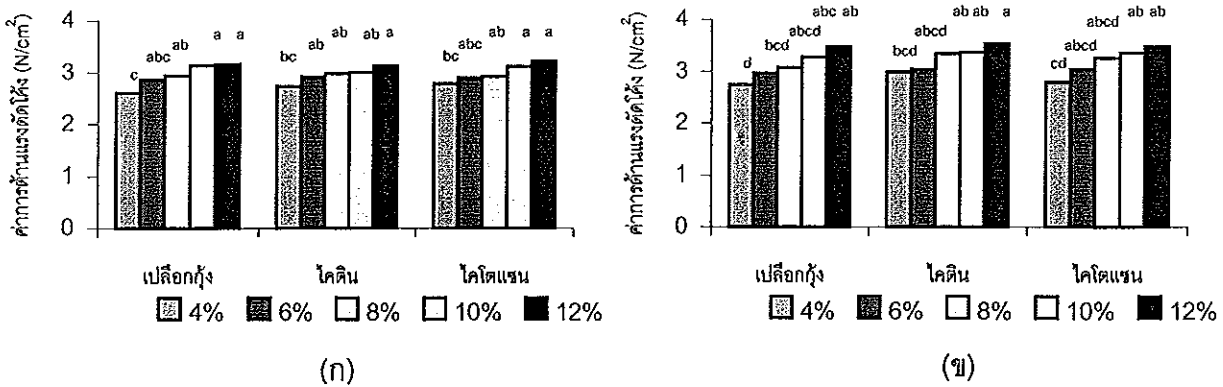 ค่าการต้านแรงดัดโค้ง (N/cm²)
4
3
2
1
0
c abc ab a a
bc ab ab ab a
bc abc ab a a
เปลือกกุ้ง ไคติน ไคโตแซน
4% 6% 8% 10% 12%
(ก)
ค่าการต้านแรงดัดโค้ง (N/cm²)
4
3
2
1
0
d abcd bcd abcd abc ab
bcd abcd ab ab a
cd abcd abcd ab ab
เปลือกกุ้ง ไคติน ไคโตแซน
4% 6% 8% 10% 12%
(ข)